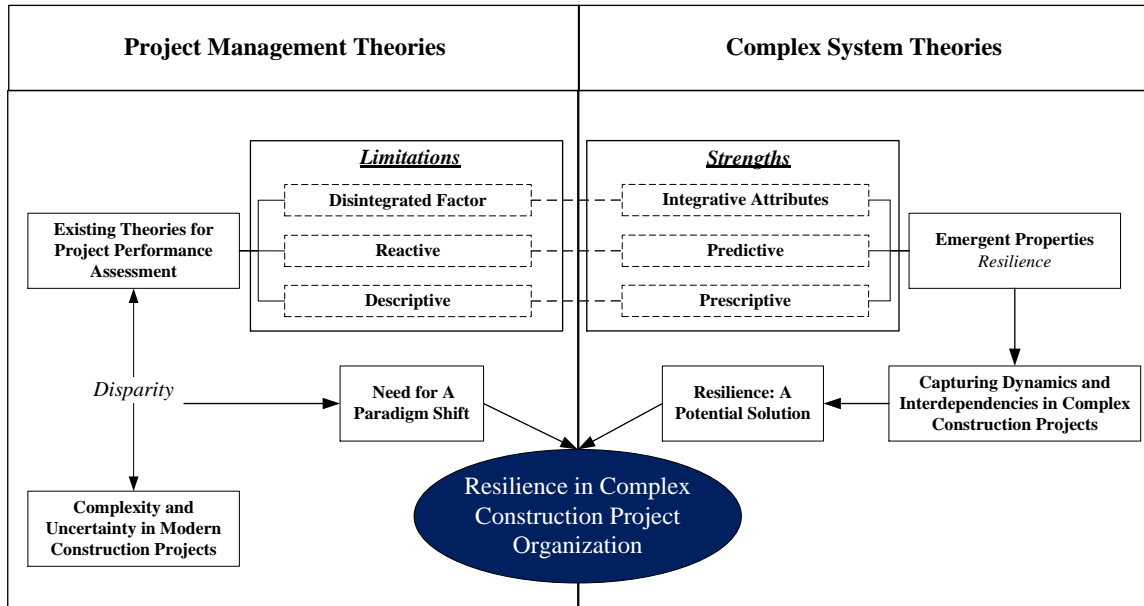 Project Management Theories
Complex System Theories
Limitations
Disintegrated Factor
Reactive
Descriptive
Strengths
Integrative Attributes
Predictive
Prescriptive
Existing Theories for
Project Performance
Assessment
Emergent Properties
Resilience
Disparity
Need for A
Paradigm Shift
Resilience: A
Potential Solution
Capturing Dynamics and
Interdependencies in Complex
Construction Projects
Complexity and
Uncertainty in Modern
Construction Projects
Resilience in Complex
Construction Project
Organization